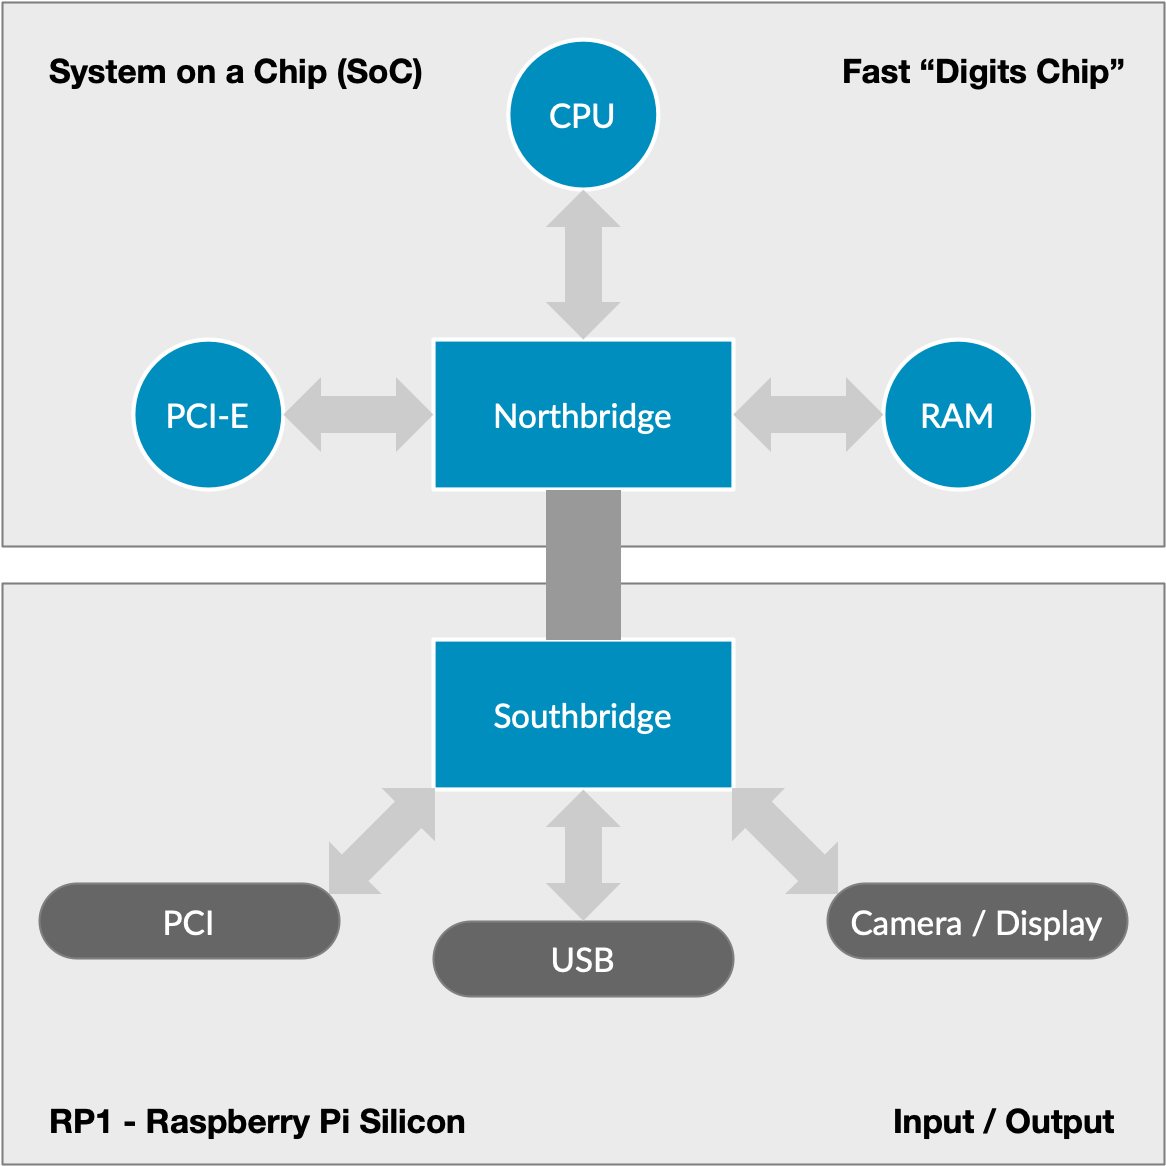 System on a Chip (SoC)
Fast “Digits Chip”
CPU
PCI-E
Northbridge
RAM
Southbridge
PCI
USB
Camera / Display
RP1 - Raspberry Pi Silicon
Input / Output